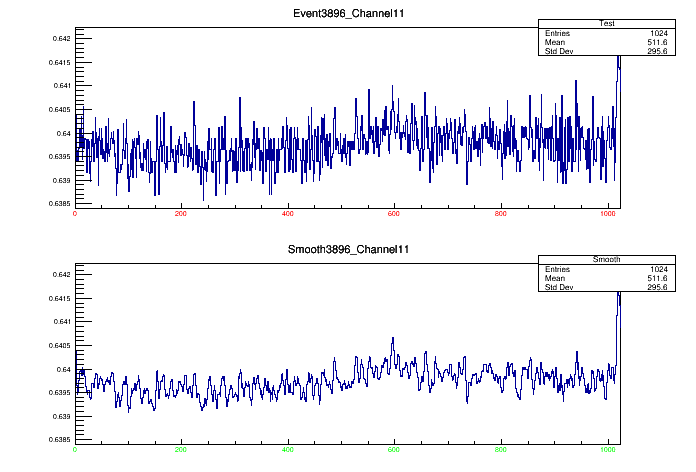 Event3896_Channel11
Test
Entries 1024
Mean 511.6
Std Dev 295.6
0.642
0.6415
0.641
0.6405
0.64
0.6395
0.639
0.6385
0 200 400 600 800 1000
Smooth3896_Channel11
Smooth
Entries 1024
Mean 511.6
Std Dev 295.6
0.642
0.6415
0.641
0.6405
0.64
0.6395
0.639
0.6385
0 200 400 600 800 1000